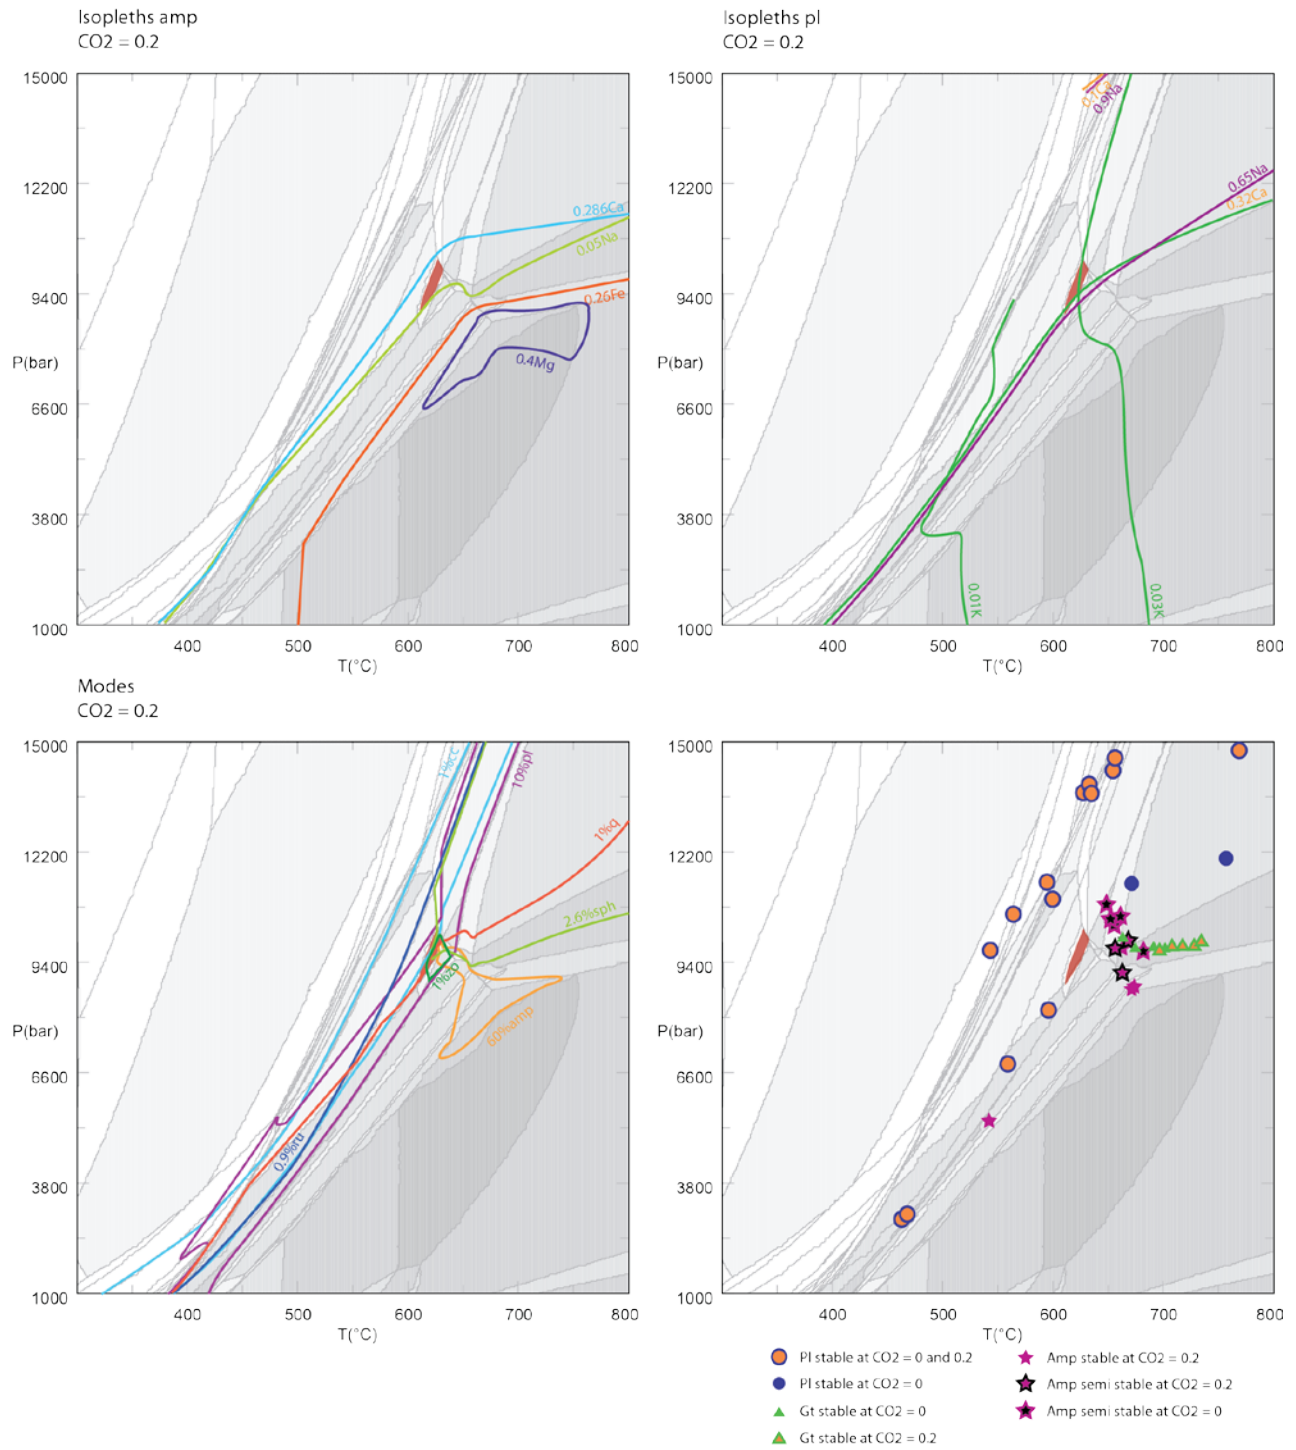 Isopleths amp
CO2 = 0.2
15000
12200
9400
P(bar)
6600
3800
1000
400
500
600
700
800
T(°C)
0.286Ca
0.05Na
0.26Fe
0.4Mg
Isopleths pl
CO2 = 0.2
15000
12200
9400
P(bar)
6600
3800
1000
400
500
600
700
800
T(°C)
0.1Ca
0.9Na
0.65Na
0.32Ca
0.01K
0.03K
Modes
CO2 = 0.2
15000
12200
9400
P(bar)
6600
3800
1000
400
500
600
700
800
T(°C)
1%cc
10%pl
1%q
2.6%sph
1%zo
60%amp
0.9%ru
15000
12200
9400
P(bar)
6600
3800
1000
400
500
600
700
800
T(°C)
Pl stable at CO2 = 0 and 0.2
Pl stable at CO2 = 0
Gt stable at CO2 = 0
Gt stable at CO2 = 0.2
Amp stable at CO2 = 0.2
Amp semi stable at CO2 = 0.2
Amp semi stable at CO2 = 0